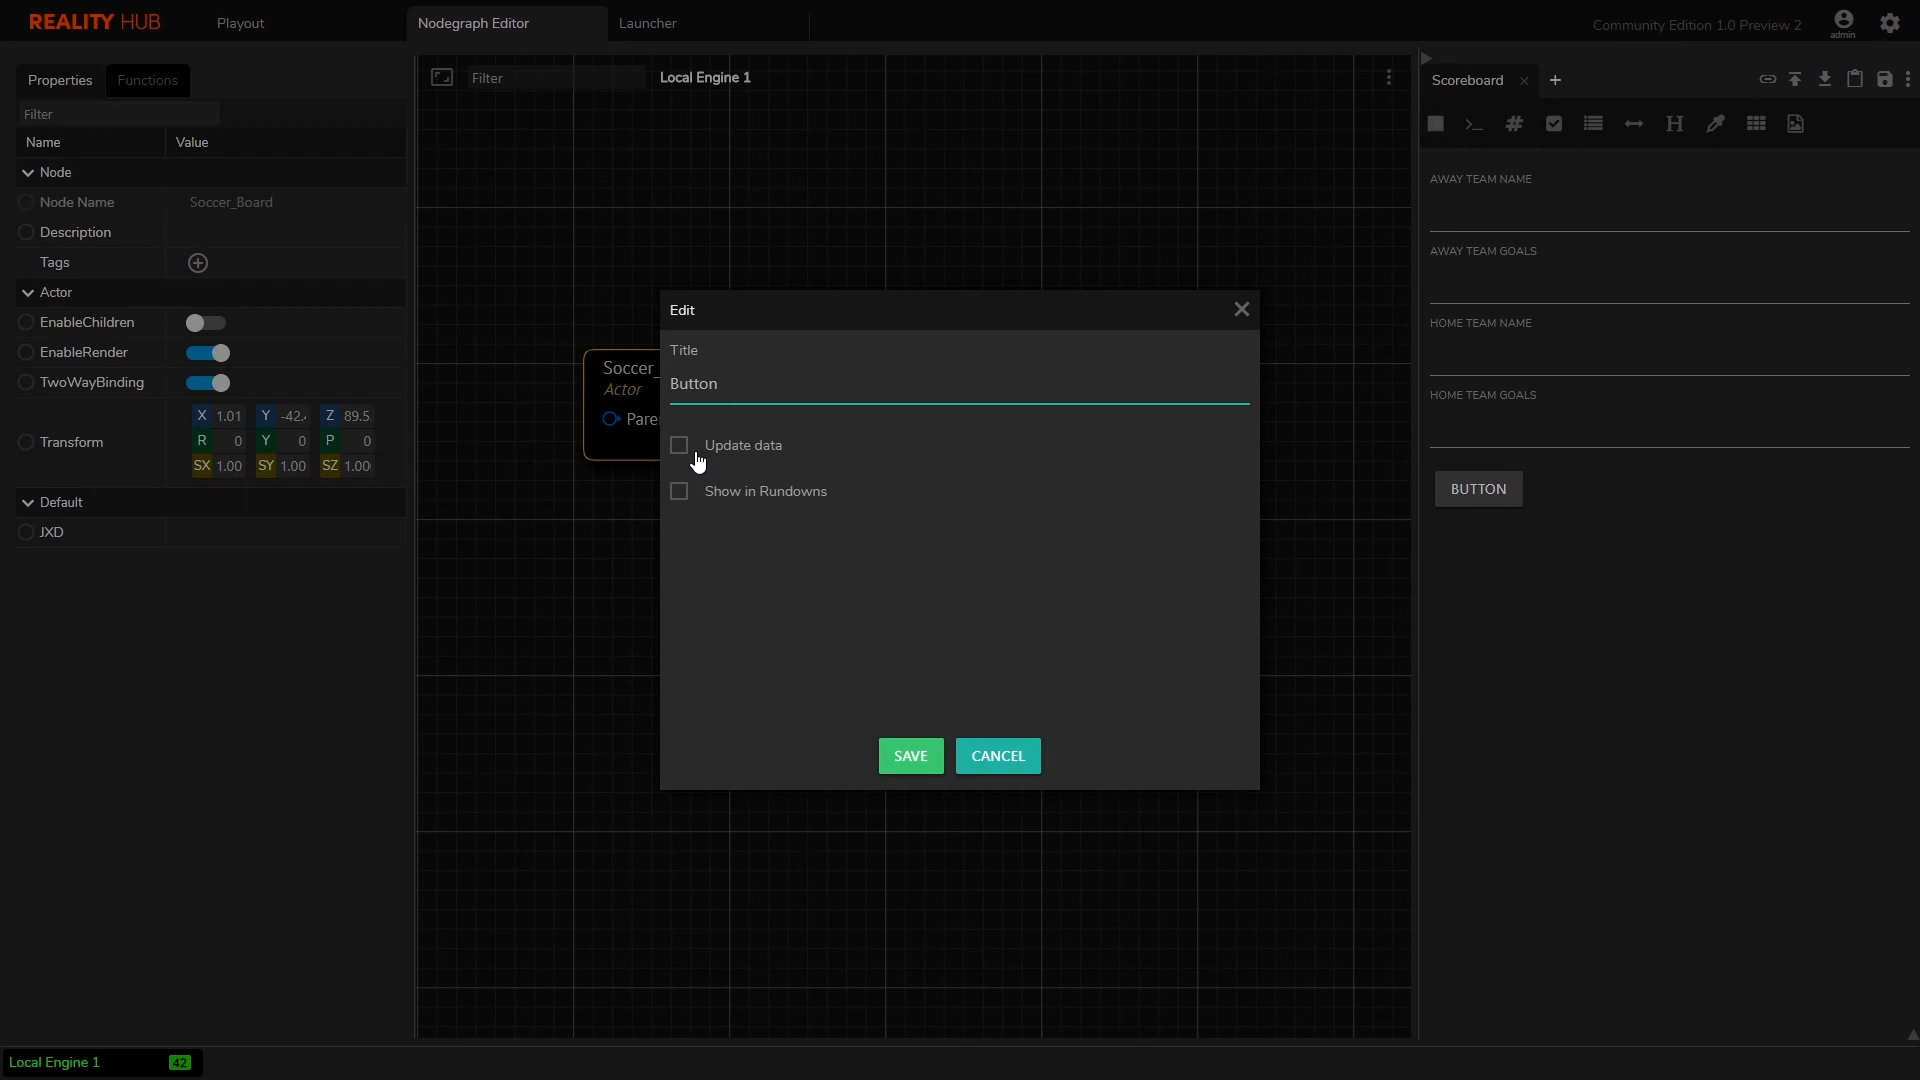 REALITY HUB
Playout
Nodegraph Editor
Launcher
Community Edition 1.0 Preview 2
admin
Properties
Functions
Filter
Name
Value
Node
Node Name
Soccer_Board
Description
Tags
Actor
EnableChildren
EnableRender
TwoWayBinding
Transform
X 1.01 Y -42. Z 89.5
R 0 Y 0 P 0
SX 1.00 SY 1.00 SZ 1.00
Default
JXD
Filter
Local Engine 1
Soccer_
Actor
Pare
Edit
Title
Button
Update data
Show in Rundowns
SAVE
CANCEL
Scoreboard
AWAY TEAM NAME
AWAY TEAM GOALS
HOME TEAM NAME
HOME TEAM GOALS
BUTTON
Local Engine 1
42